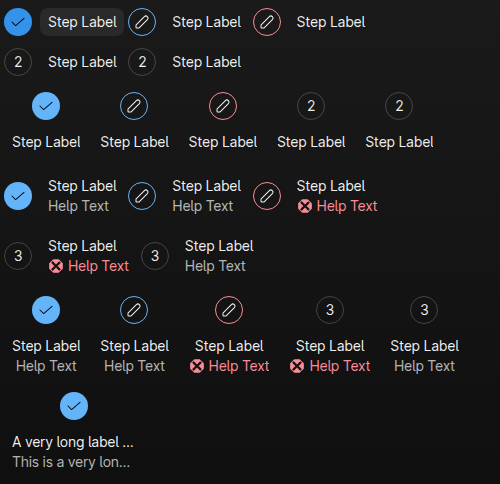 Step Label Step Label Step Label
2 Step Label 2 Step Label
2 2
Step Label Step Label Step Label Step Label Step Label
Step Label Step Label Step Label
Help Text Help Text Help Text
Step Label Step Label
3 3
Help Text Help Text
3 3
Step Label Step Label Step Label Step Label Step Label
Help Text Help Text Help Text Help Text Help Text
A very long label ...
This is a very lon...